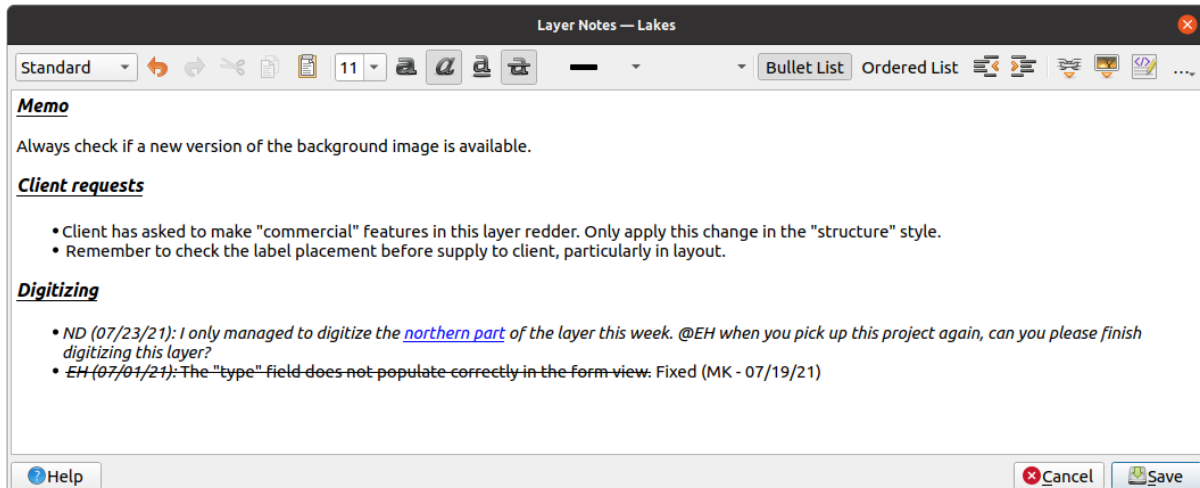 Layer Notes — Lakes
Standard 11 a a a a Bullet List Ordered List ...
Memo
Always check if a new version of the background image is available.
Client requests
• Client has asked to make "commercial" features in this layer redder. Only apply this change in the "structure" style.
• Remember to check the label placement before supply to client, particularly in layout.
Digitizing
• ND (07/23/21): I only managed to digitize the northern part of the layer this week. @EH when you pick up this project again, can you please finish
digitizing this layer?
• EH (07/01/21): The "type" field does not populate correctly in the form view. Fixed (MK - 07/19/21)
Help Cancel Save